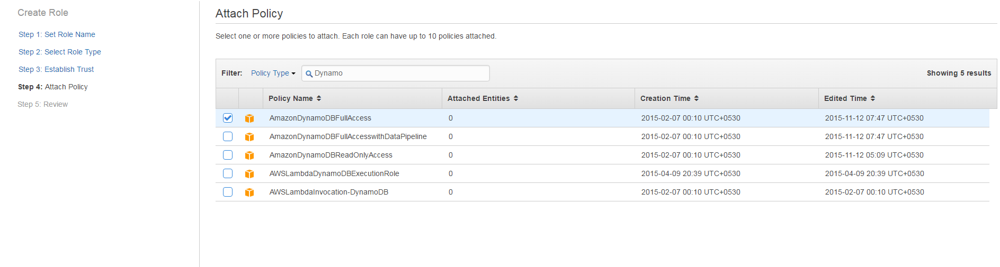 Create Role
Step 1: Set Role Name
Step 2: Select Role Type
Step 3: Establish Trust
Step 4: Attach Policy
Step 5: Review
Attach Policy
Select one or more policies to attach. Each role can have up to 10 policies attached.
Filter: Policy Type Dynamo Showing 5 results
Policy Name Attached Entities Creation Time Edited Time
AmazonDynamoDBFullAccess 0 2015-02-07 00:10 UTC+0530 2015-11-12 07:47 UTC+0530
AmazonDynamoDBFullAccesswithDataPipeline 0 2015-02-07 00:10 UTC+0530 2015-11-12 07:47 UTC+0530
AmazonDynamoDBReadOnlyAccess 0 2015-02-07 00:10 UTC+0530 2015-11-12 05:09 UTC+0530
AWSLambdaDynamoDBExecutionRole 0 2015-04-09 20:39 UTC+0530 2015-04-09 20:39 UTC+0530
AWSLambdaInvocation-DynamoDB 0 2015-02-07 00:10 UTC+0530 2015-02-07 00:10 UTC+0530